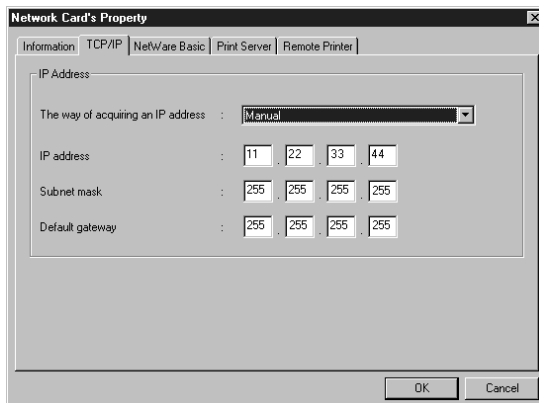 Network Card's Property
Information TCP/IP NetWare Basic Print Server Remote Printer
IP Address
The way of acquiring an IP address : Manual
IP address : 11 . 22 . 33 . 44
Subnet mask : 255 . 255 . 255 . 255
Default gateway : 255 . 255 . 255 . 255
OK Cancel